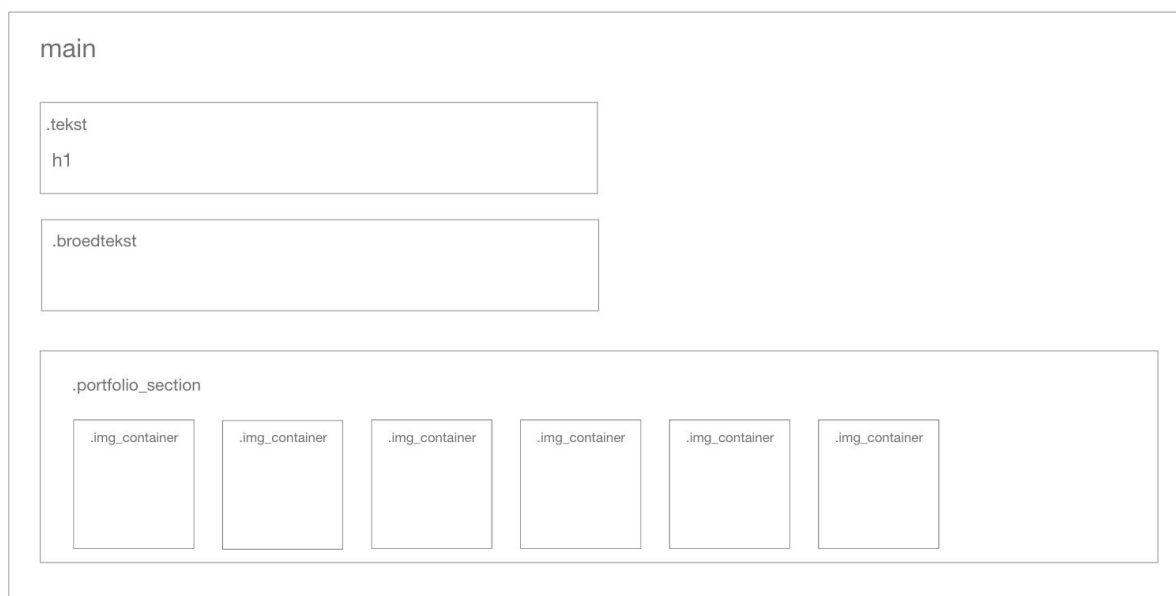 main
.tekst
h1
.broedtekst
.portfolio_section
.img_container .img_container .img_container .img_container .img_container .img_container